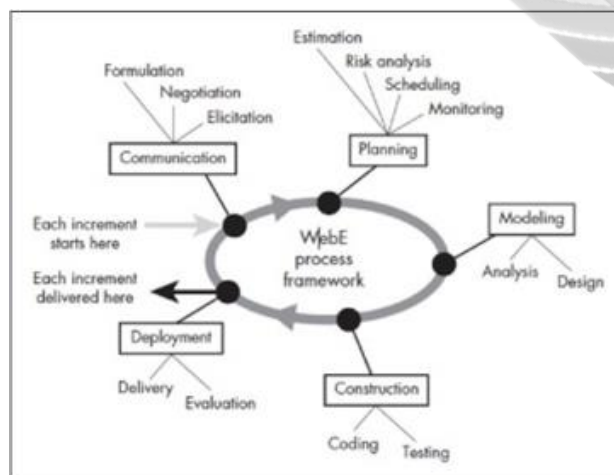 Estimation
Risk analysis
Scheduling
Monitoring
Planning
Formulation
Negotiation
Elicitation
Communication
Each increment
starts here
WebE
process
framework
Modeling
Analysis
Design
Each increment
delivered here
Deployment
Delivery
Evaluation
Construction
Coding
Testing